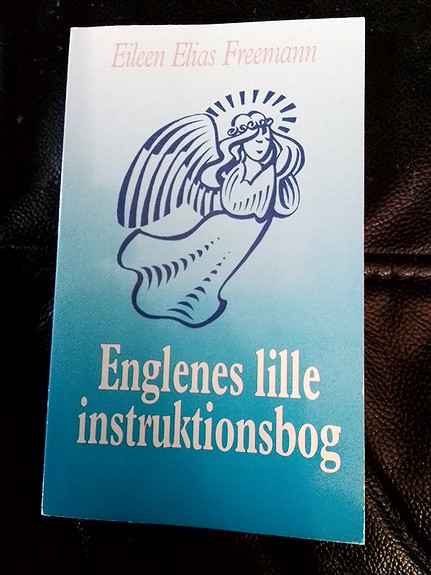 Eileen Elias Freemann
Englenes lille
instruktionsbog